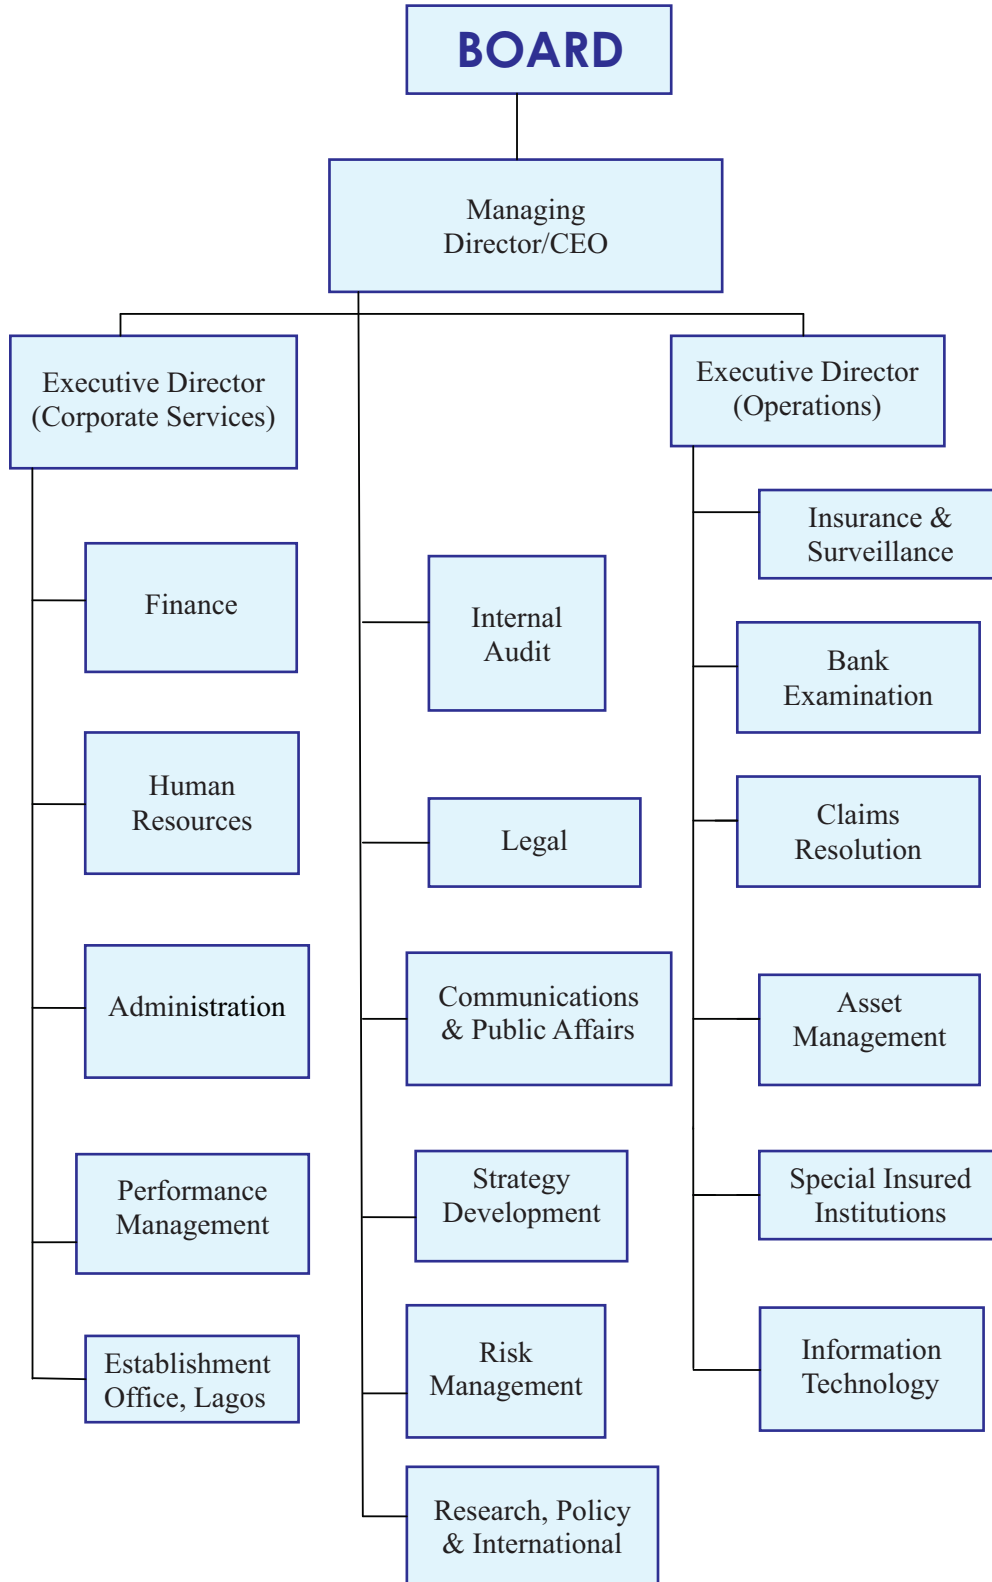 BOARD
Managing
Director/CEO
Executive Director
(Corporate Services)
Executive Director
(Operations)
Finance
Human
Resources
Administration
Performance
Management
Establishment
Office, Lagos
Internal
Audit
Legal
Communications
& Public Affairs
Strategy
Development
Risk
Management
Research, Policy
& International
Insurance &
Surveillance
Bank
Examination
Claims
Resolution
Asset
Management
Special Insured
Institutions
Information
Technology